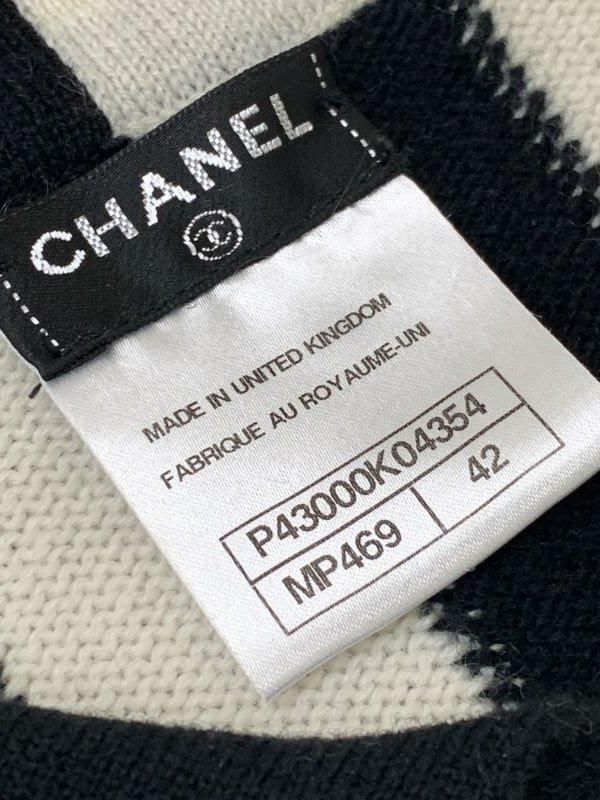 CHANEL
MADE IN UNITED KINGDOM
FABRIQUE AU ROYAUME-UNI
P43000K04354
MP469 42